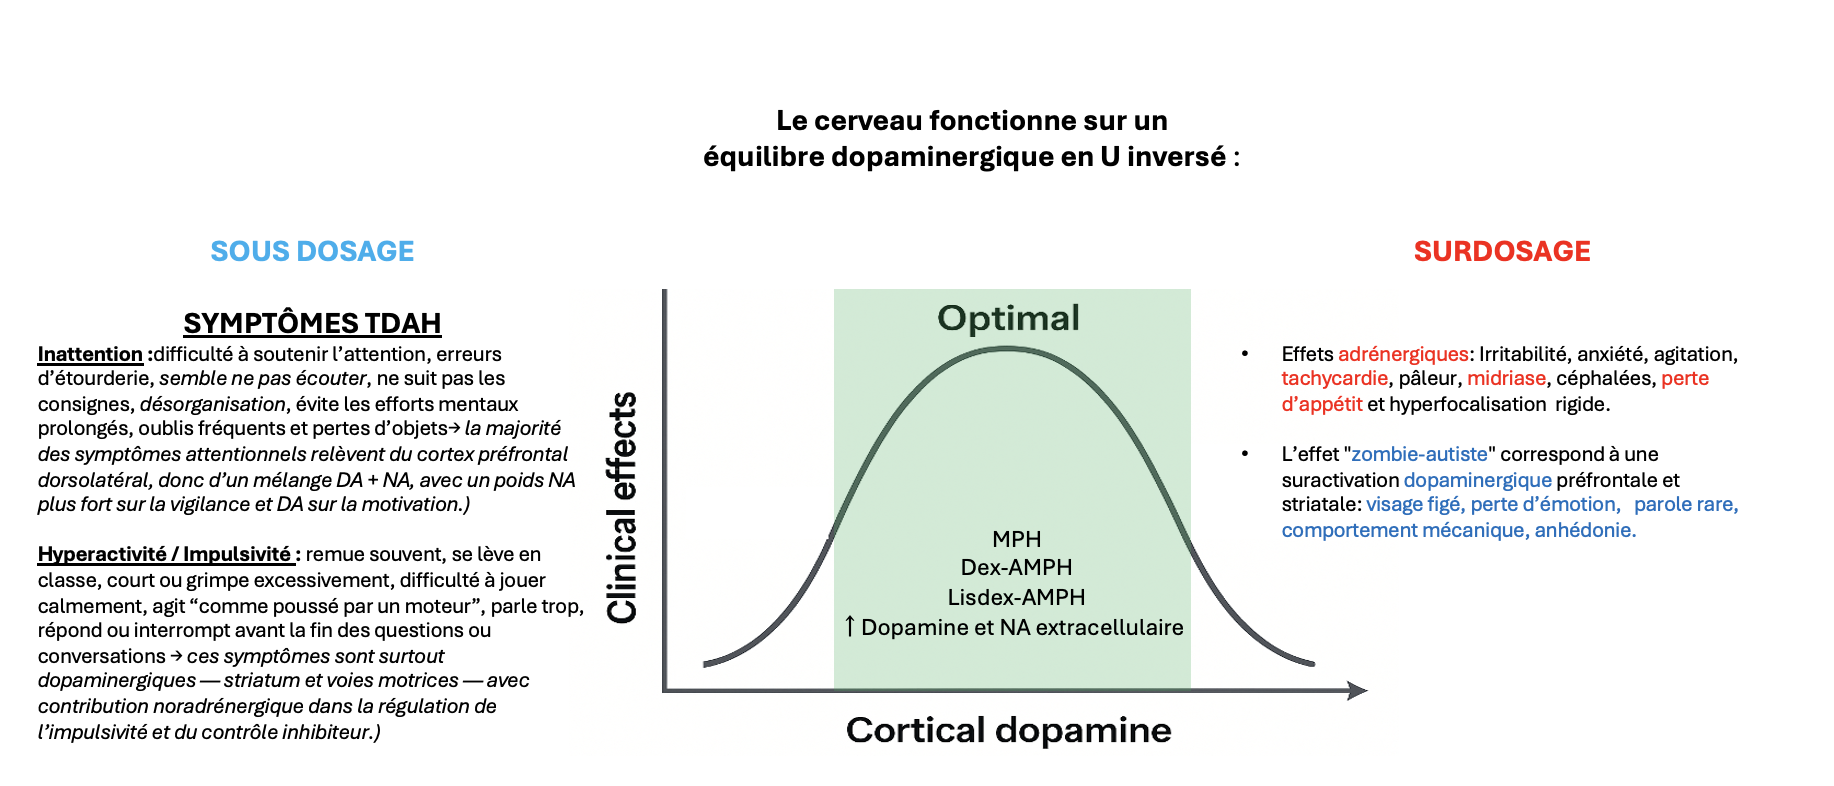 Le cerveau fonctionne sur un
équilibre dopaminergique en U inversé :
SOUS DOSAGE
SYMPTÔMES TDAH
Inattention :difficulté à soutenir l’attention, erreurs
d’étourderie, semble ne pas écouter, ne suit pas les
consignes, désorganisation, évite les efforts mentaux
prolongés, oublis fréquents et pertes d’objets→ la majorité
des symptômes attentionnels relèvent du cortex préfrontal
dorsolatéral, donc d’un mélange DA + NA, avec un poids NA
plus fort sur la vigilance et DA sur la motivation.)
Hyperactivité / Impulsivité : remue souvent, se lève en
classe, court ou grimpe excessivement, difficulté à jouer
calmement, agit “comme poussé par un moteur”, parle trop,
répond ou interrompt avant la fin des questions ou
conversations → ces symptômes sont surtout
dopaminergiques — striatum et voies motrices — avec
contribution noradrénergique dans la régulation de
l’impulsivité et du contrôle inhibiteur.)
Clinical effects
Optimal
MPH
Dex-AMPH
Lisdex-AMPH
↑ Dopamine et NA extracellulaire
Cortical dopamine
SURDOSAGE
• Effets adrénergiques: Irritabilité, anxiété, agitation,
tachycardie, pâleur, midriase, céphalées, perte
d’appétit et hyperfocalisation rigide.
• L’effet "zombie-autiste" correspond à une
suractivation dopaminergique préfrontale et
striatale: visage figé, perte d’émotion, parole rare,
comportement mécanique, anhédonie.